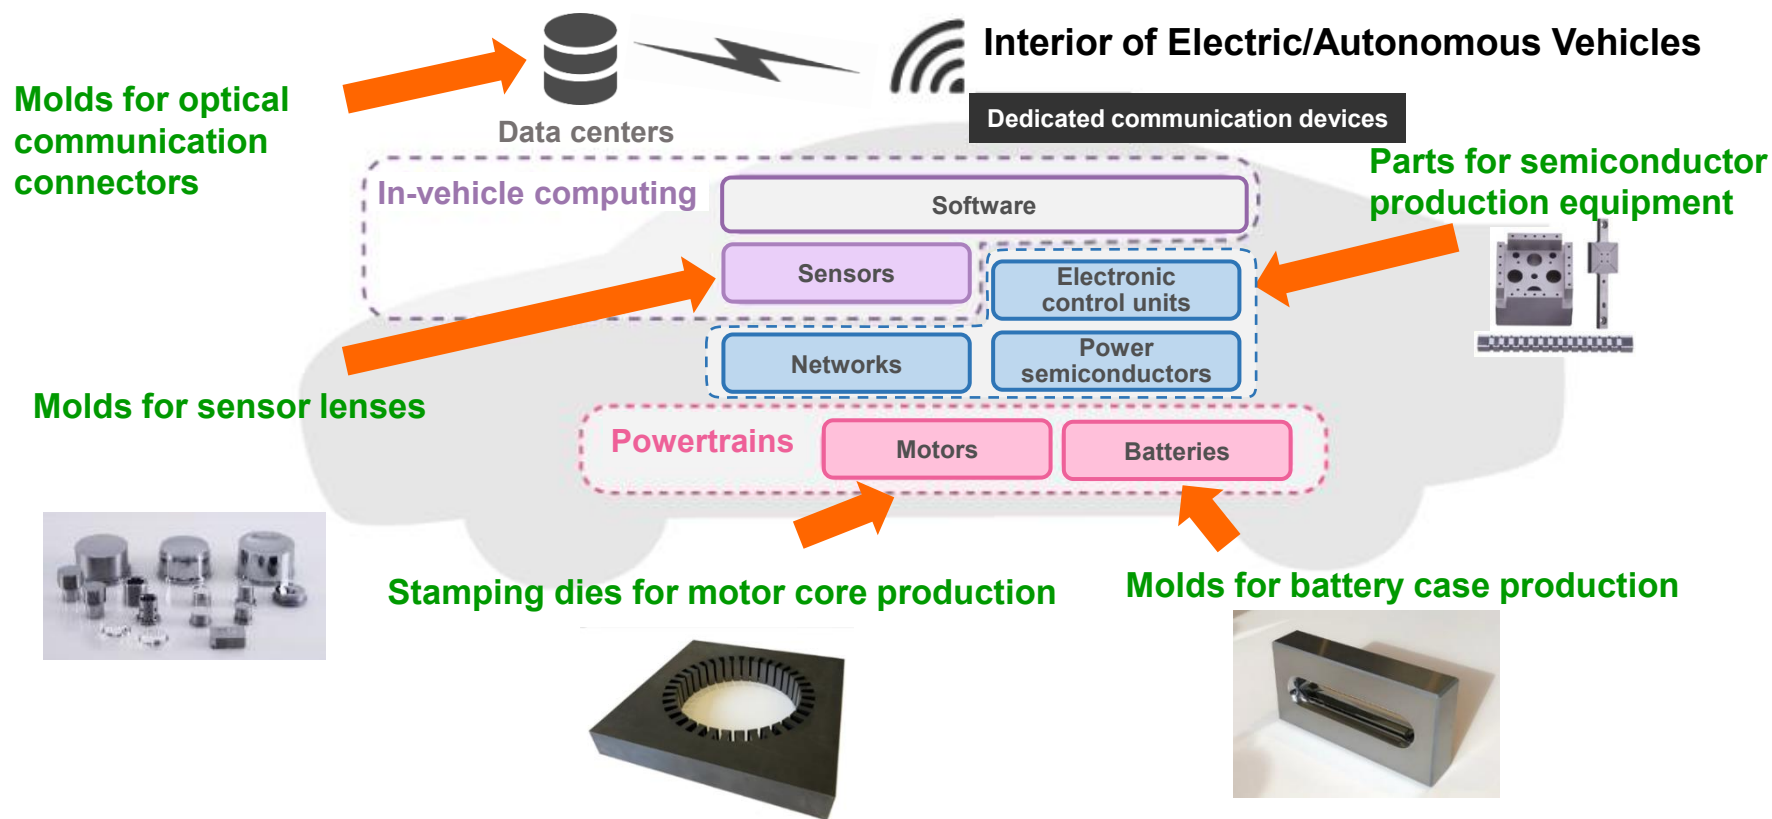 Interior of Electric/Autonomous Vehicles
Molds for optical
communication
connectors
Data centers
Dedicated communication devices
Parts for semiconductor
production equipment
In-vehicle computing
Software
Sensors
Electronic
control units
Networks
Power
semiconductors
Molds for sensor lenses
Powertrains
Motors
Batteries
Stamping dies for motor core production
Molds for battery case production